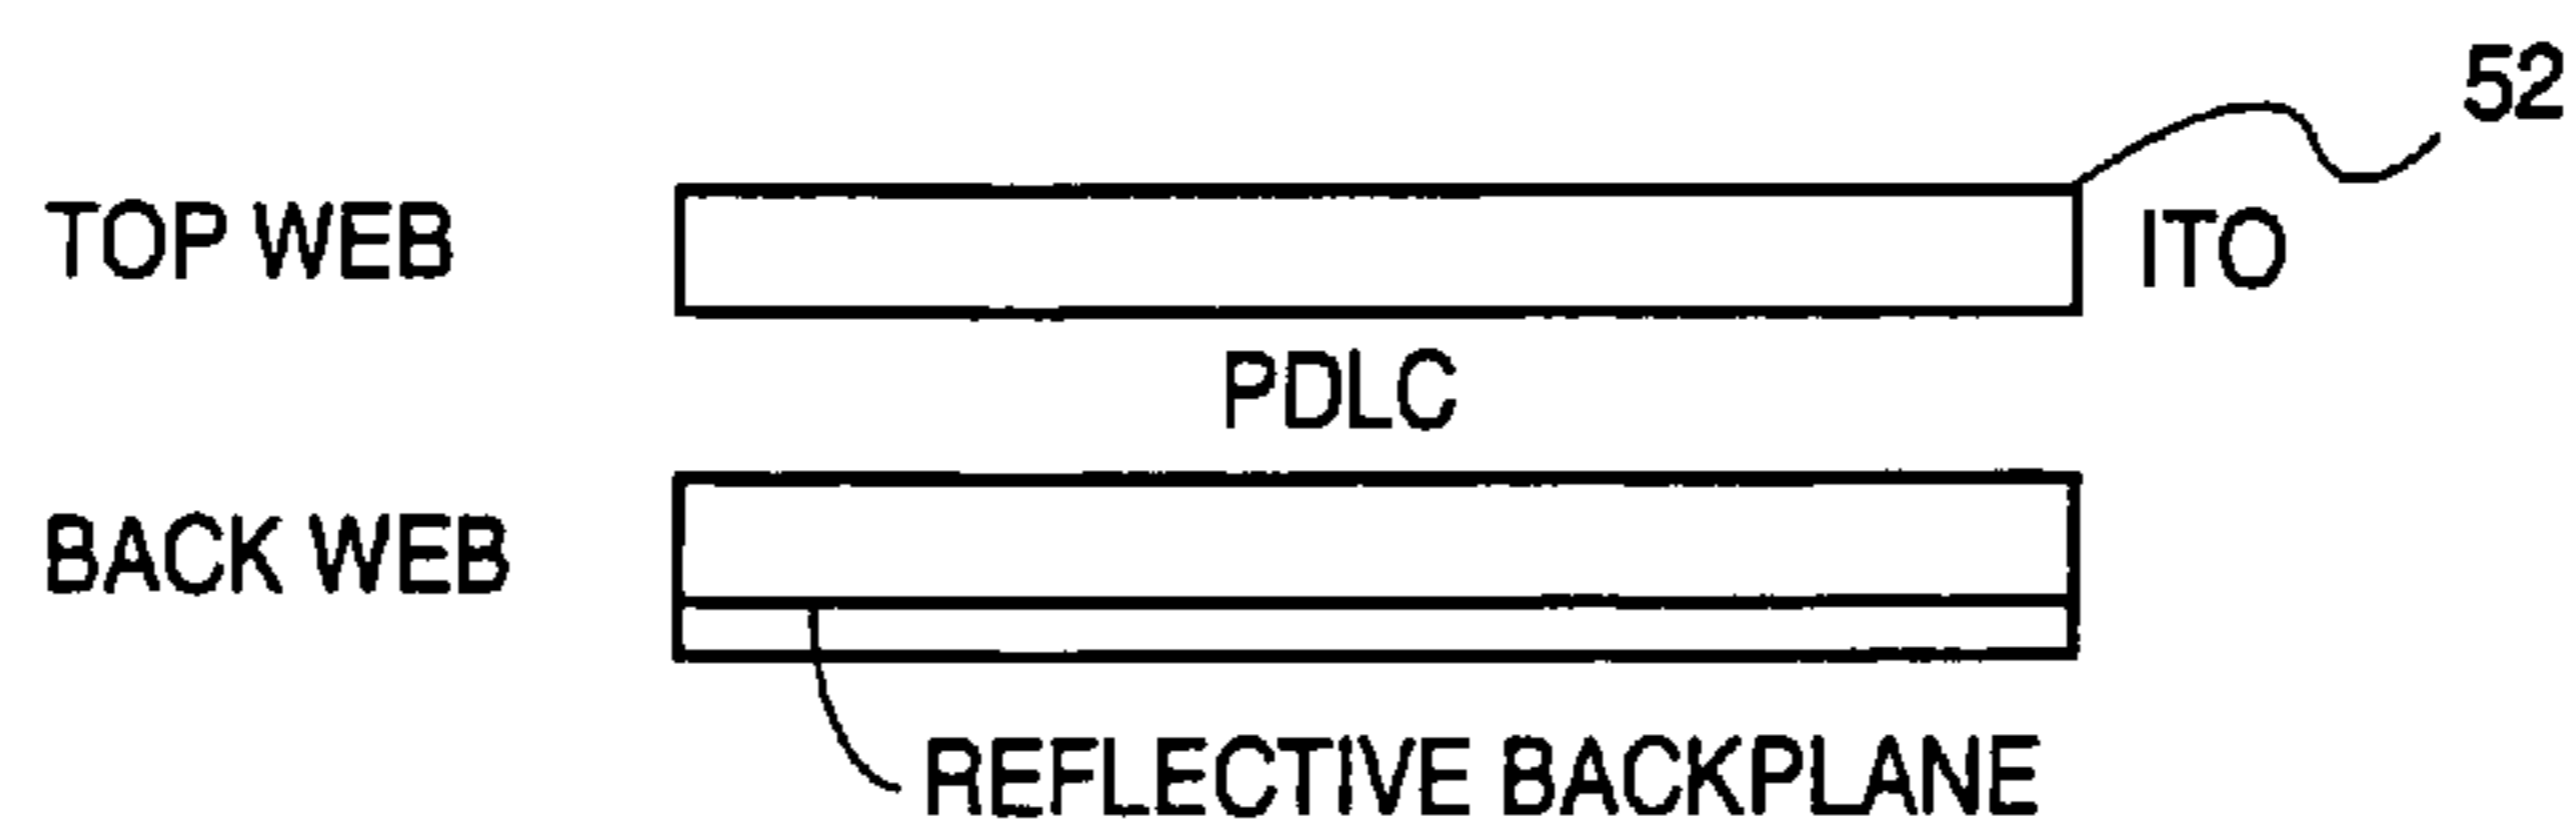 52
TOP WEB
ITO
PDLC
BACK WEB
REFLECTIVE BACKPLANE